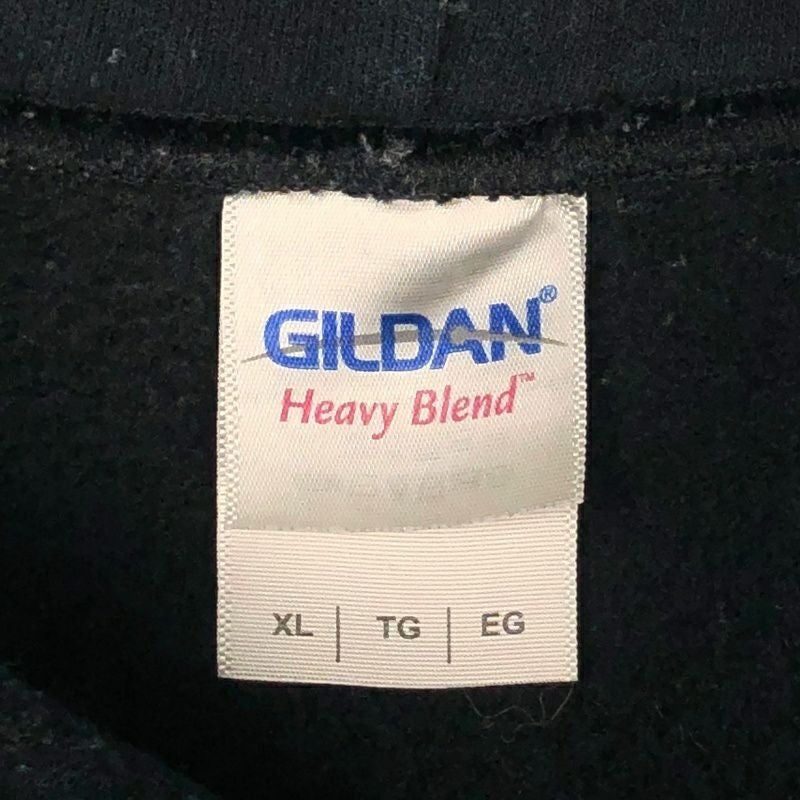 GILDAN®
Heavy Blend™
XL | TG | EG